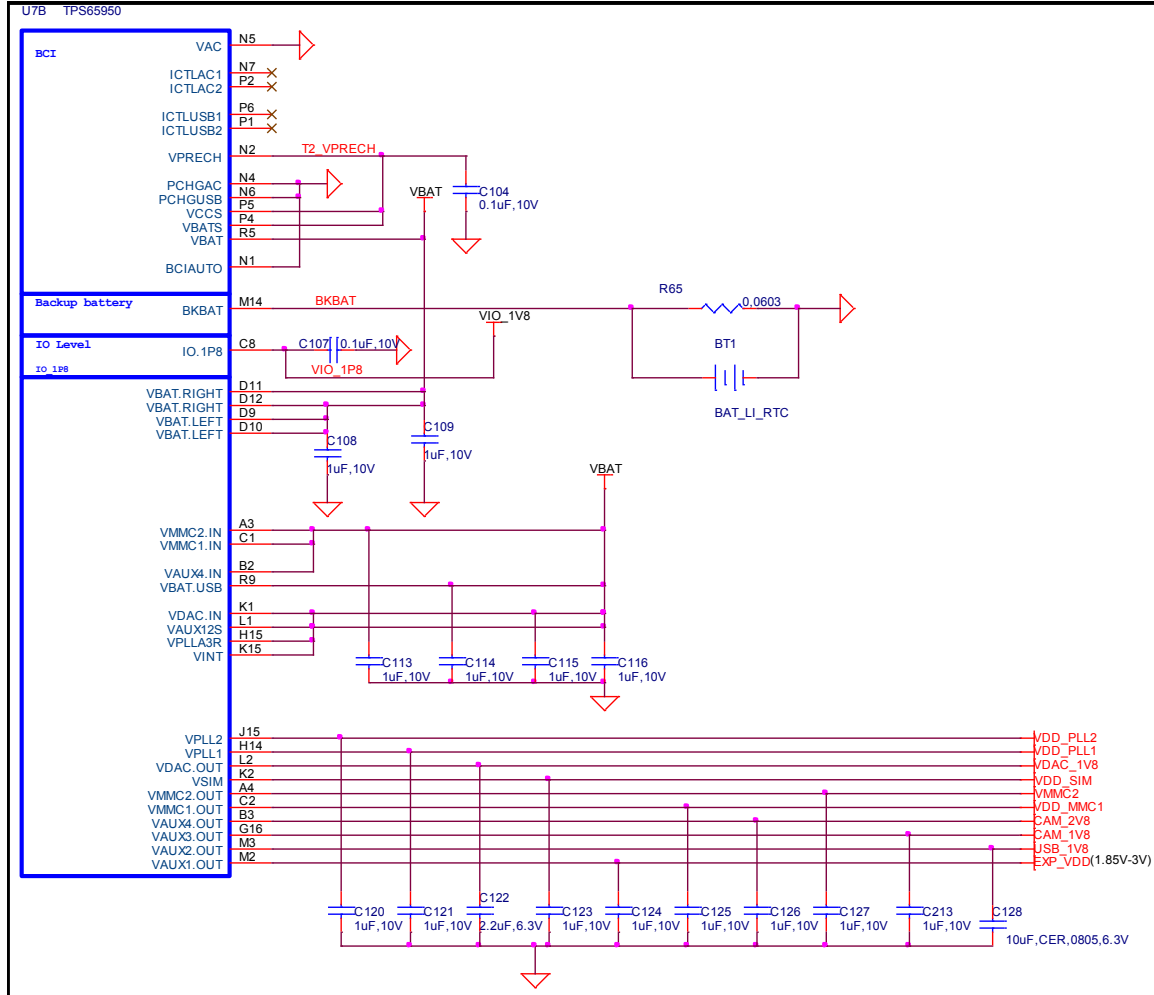 U7B TPS65950
BCI
VAC N5
ICTLAC1 N7
ICTLAC2 P2
ICTLUSB1 P6
ICTLUSB2 P1
VPRECH N2 T2_VPRECH
PCHGAC N4
PCHGUSB N6
VCCS P5
VBATS P4
VBAT R5
BCIAUTO N1
VBAT
C104
0.1uF,10V
Backup battery
BKBAT M14 BKBAT
R65
0,0603
VIO_1V8
BT1
BAT_LI_RTC
IO Level
IO_1P8
IO.1P8 C8
C107 0.1uF,10V
VIO_1P8
VBAT.RIGHT D11
VBAT.RIGHT D12
VBAT.LEFT D9
VBAT.LEFT D10
C108
1uF,10V
C109
1uF,10V
VBAT
VMMC2.IN A3
VMMC1.IN C1
VAUX4.IN B2
VBAT.USB R9
VDAC.IN K1
VAUX12S L1
VPLLA3R H15
VINT K15
C113
1uF,10V
C114
1uF,10V
C115
1uF,10V
C116
1uF,10V
VPLL2 J15 VDD_PLL2
VPLL1 H14 VDD_PLL1
VDAC.OUT L2 VDAC_1V8
VSIM K2 VDD_SIM
VMMC2.OUT A4 VMMC2
VMMC1.OUT C2 VDD_MMC1
VAUX4.OUT B3 CAM_2V8
VAUX3.OUT G16 CAM_1V8
VAUX2.OUT M3 USB_1V8
VAUX1.OUT M2 EXP_VDD(1.85V-3V)
C120
1uF,10V
C121
1uF,10V
C122
2.2uF,6.3V
C123
1uF,10V
C124
1uF,10V
C125
1uF,10V
C126
1uF,10V
C127
1uF,10V
C213
1uF,10V
C128
10uF,CER,0805,6.3V